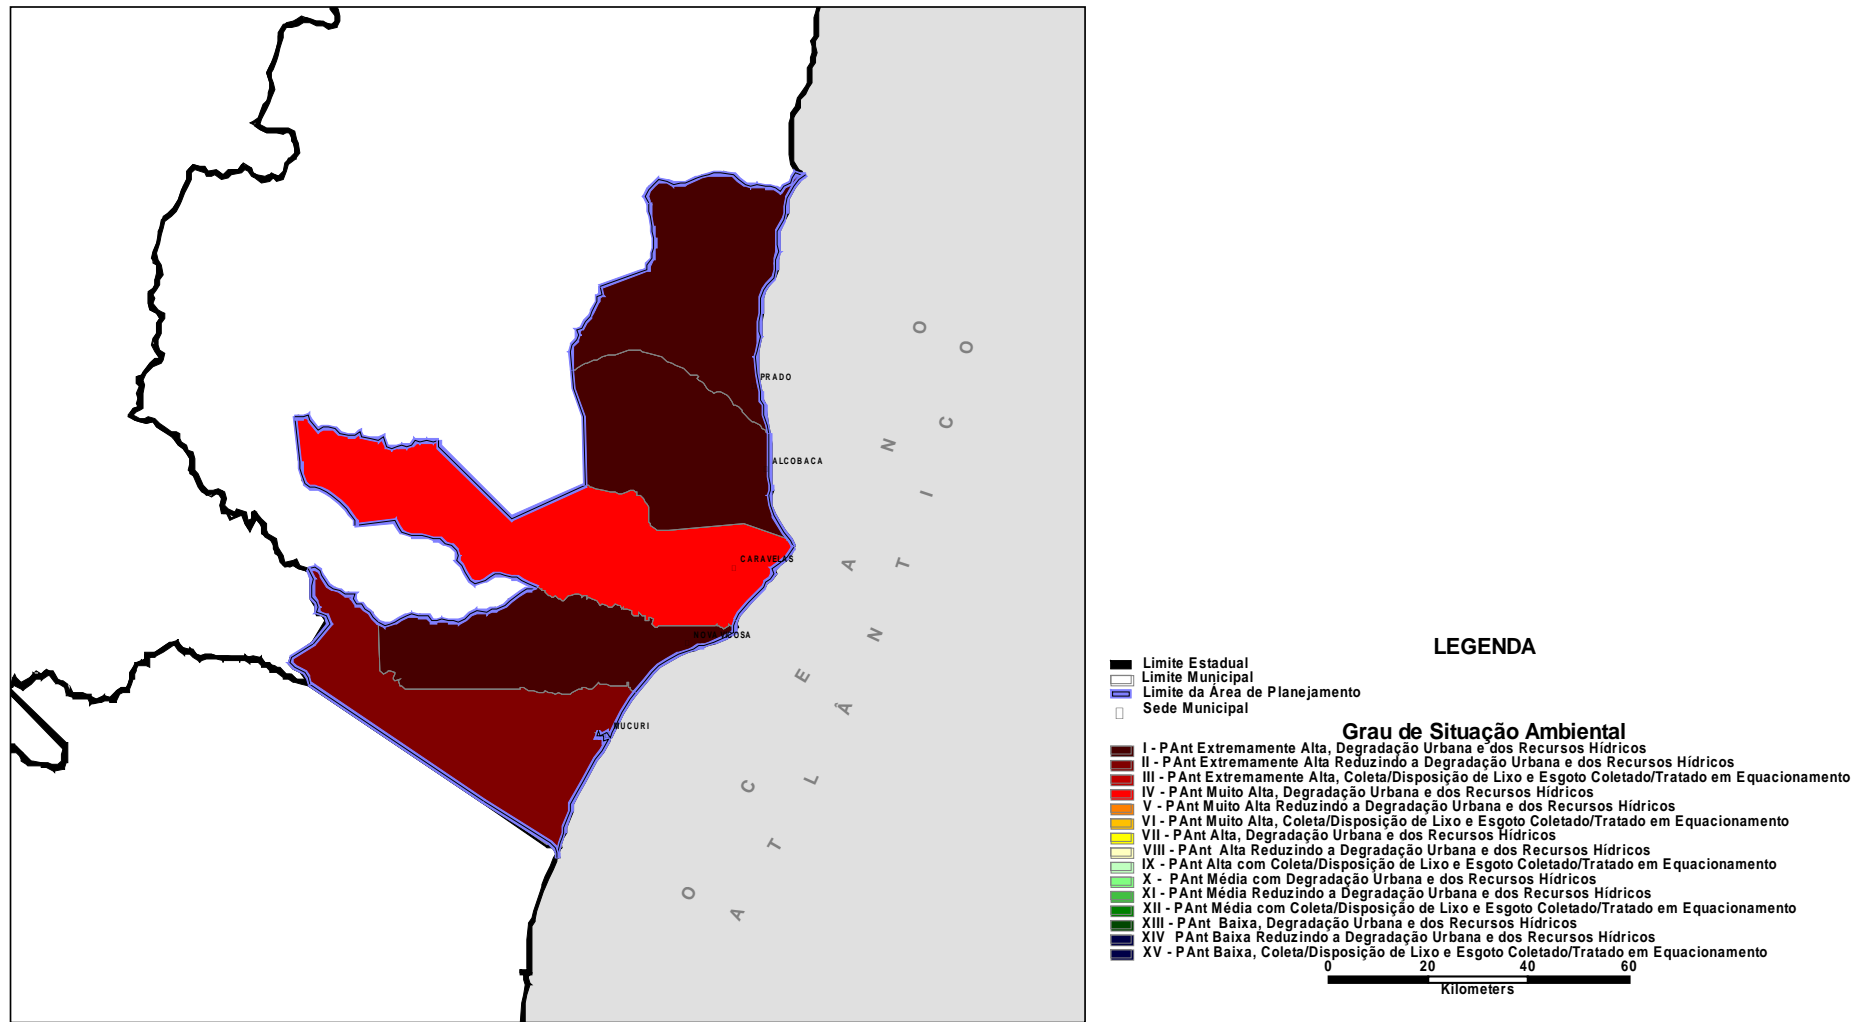 PRADO
ALCOBACA
CARAVELAS
NOVA VICOSA
MUCURI
OCEANO
ATLÂNTICO
LEGENDA
Limite Estadual
Limite Municipal
Limite da Área de Planejamento
Sede Municipal
Grau de Situação Ambiental
I - PAnt Extremamente Alta, Degradação Urbana e dos Recursos Hídricos
II - PAnt Extremamente Alta Reduzindo a Degradação Urbana e dos Recursos Hídricos
III - PAnt Extremamente Alta, Coleta/Disposição de Lixo e Esgoto Coletado/Tratado em Equacionamento
IV - PAnt Muito Alta, Degradação Urbana e dos Recursos Hídricos
V - PAnt Muito Alta Reduzindo a Degradação Urbana e dos Recursos Hídricos
VI - PAnt Muito Alta, Coleta/Disposição de Lixo e Esgoto Coletado/Tratado em Equacionamento
VII - PAnt Alta, Degradação Urbana e dos Recursos Hídricos
VIII - PAnt Alta Reduzindo a Degradação Urbana e dos Recursos Hídricos
IX - PAnt Alta com Coleta/Disposição de Lixo e Esgoto Coletado/Tratado em Equacionamento
X - PAnt Média com Degradação Urbana e dos Recursos Hídricos
XI - PAnt Média Reduzindo a Degradação Urbana e dos Recursos Hídricos
XII - PAnt Média com Coleta/Disposição de Lixo e Esgoto Coletado/Tratado em Equacionamento
XIII - PAnt Baixa, Degradação Urbana e dos Recursos Hídricos
XIV PAnt Baixa Reduzindo a Degradação Urbana e dos Recursos Hídricos
XV - PAnt Baixa, Coleta/Disposição de Lixo e Esgoto Coletado/Tratado em Equacionamento
0 20 40 60
Kilometers